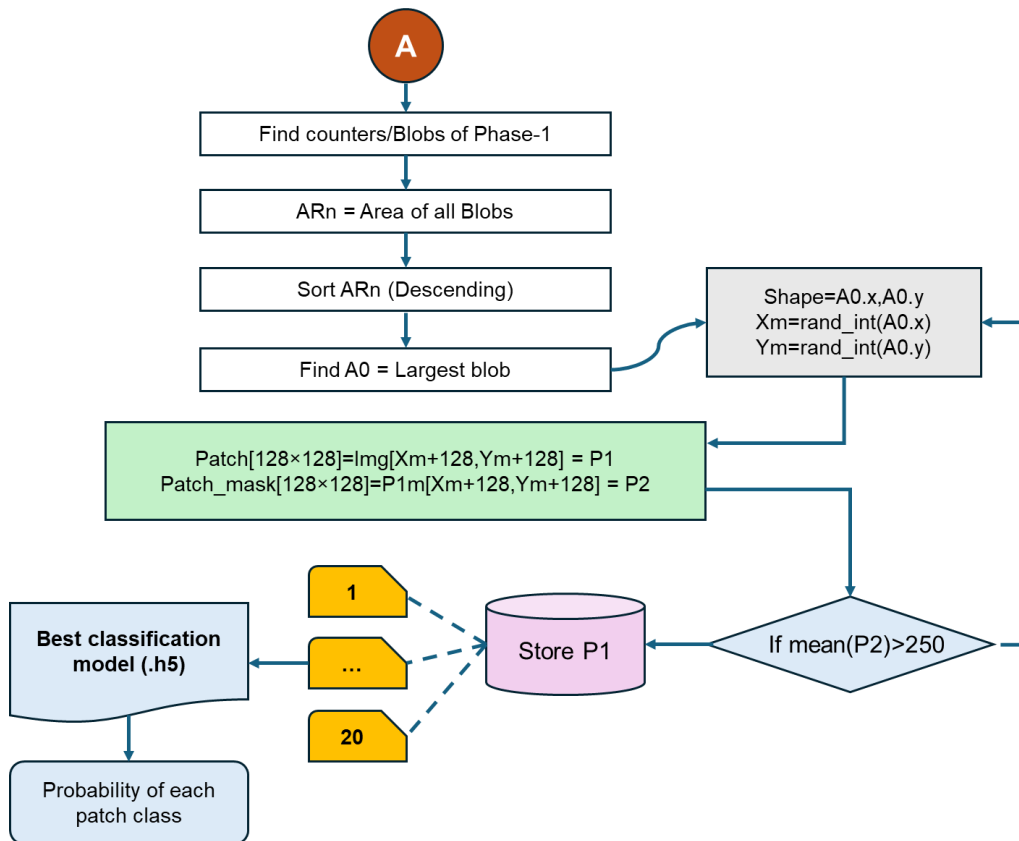 A
Find counters/Blobs of Phase-1
ARn = Area of all Blobs
Sort ARn (Descending)
Find A0 = Largest blob
Shape=A0.x,A0.y
Xm=rand_int(A0.x)
Ym=rand_int(A0.y)
Patch[128×128]=Img[Xm+128,Ym+128] = P1
Patch_mask[128×128]=P1m[Xm+128,Ym+128] = P2
If mean(P2)>250
Store P1
1
...
20
Best classification
model (.h5)
Probability of each
patch class